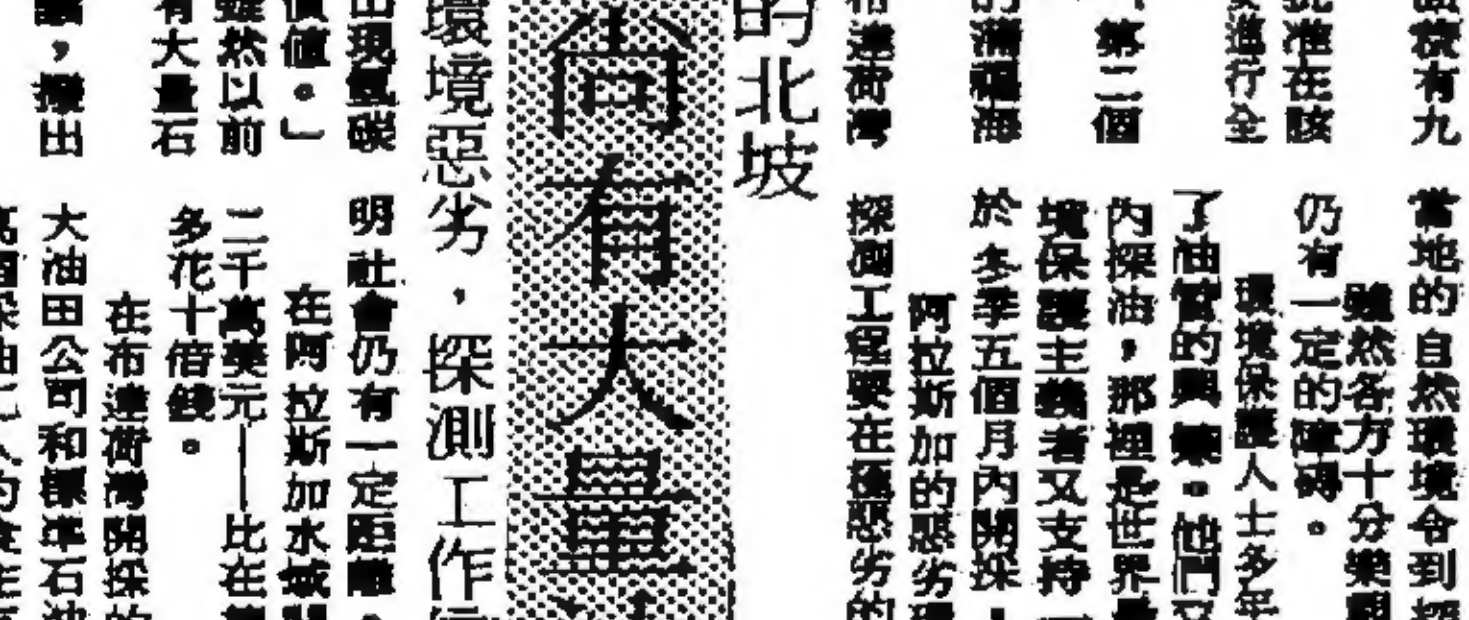 有九
准在該
進行全
第二個
的滿福海
布達荷灣
當地的自然環境令到探
雖然各方十分樂觀
仍有一定的障礙。
環境保護人士多年
了油管的興築。他們又
內探油，那裡是世界
境保護主義者又支持
於冬季五個月內開採
阿拉斯加的惡劣環
探測工程要在極惡劣的
的北坡
尚有大量
環境惡劣，探測工作
出現氫碳
價值。」
雖然以前
有大量石
，撥出
明社會仍有一定距離。
在阿拉斯加水域開
二千萬美元——比在
多花十倍錢。
在布達荷灣開採的
大油田公司和標準石油